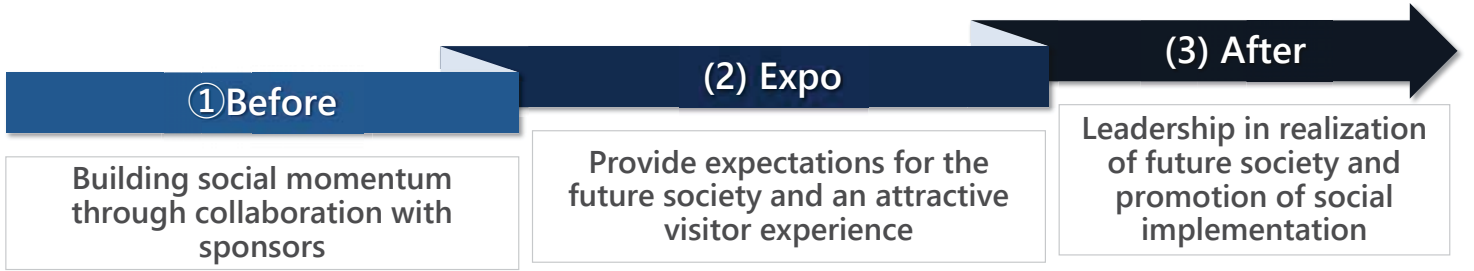 ①Before
Building social momentum
through collaboration with
sponsors
(2) Expo
Provide expectations for the
future society and an attractive
visitor experience
(3) After
Leadership in realization
of future society and
promotion of social
implementation